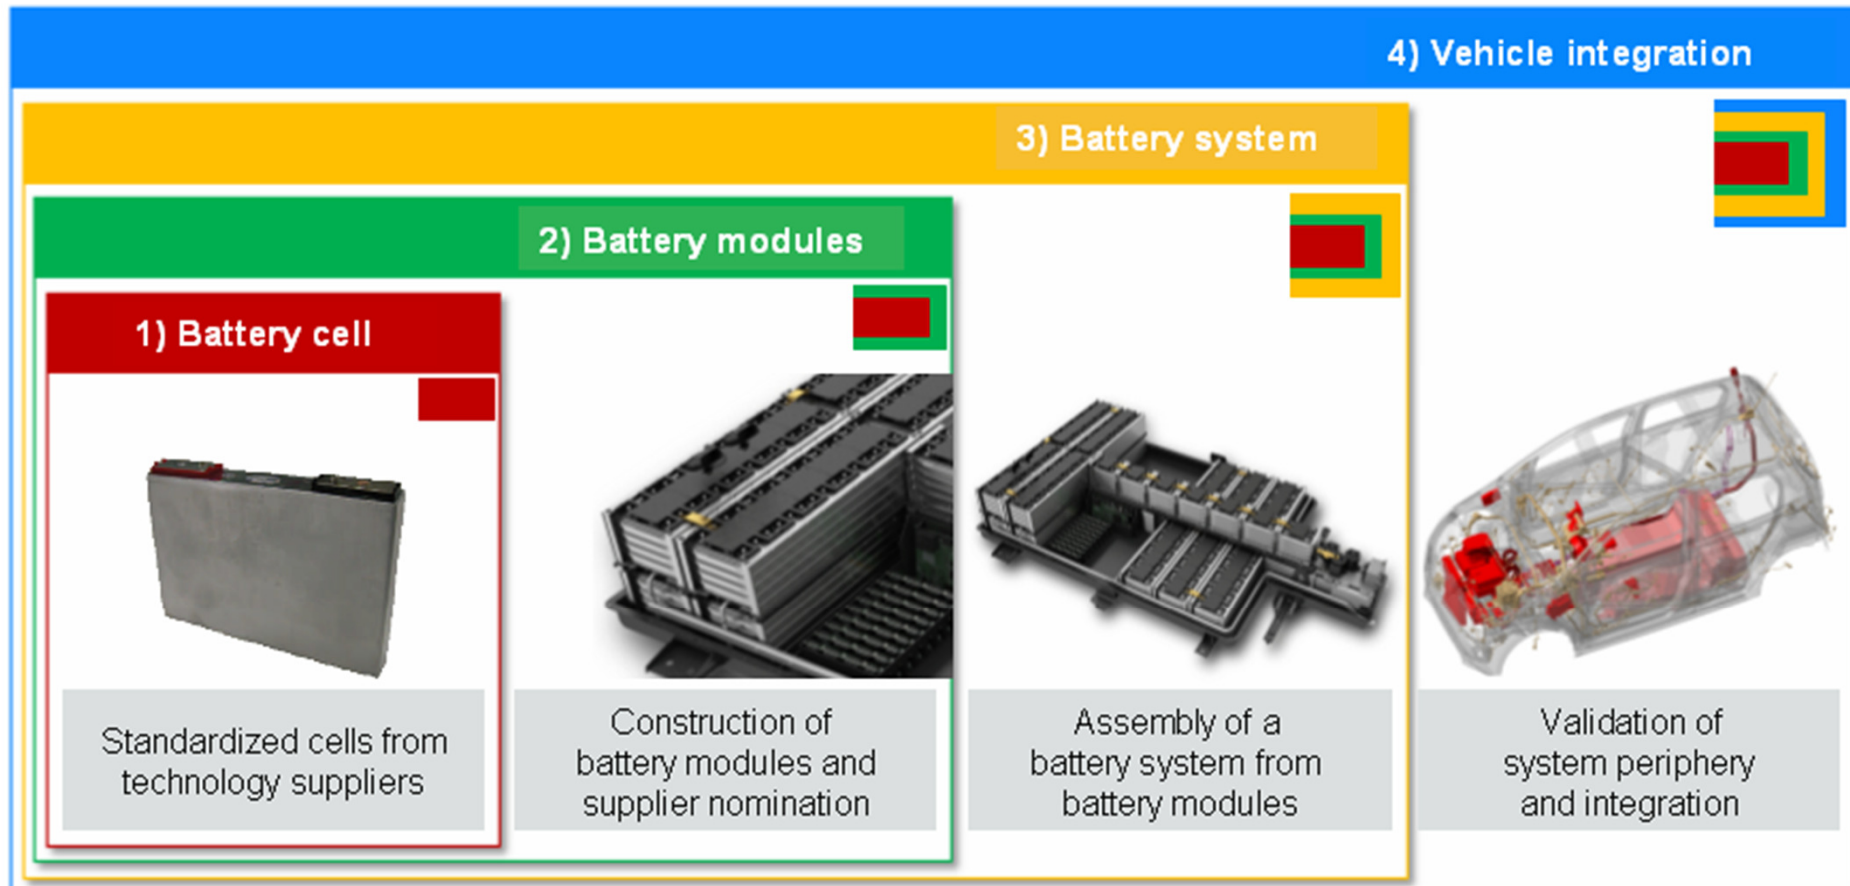 4) Vehicle integration
3) Battery system
2) Battery modules
1) Battery cell
Standardized cells from
technology suppliers
Construction of
battery modules and
supplier nomination
Assembly of a
battery system from
battery modules
Validation of
system periphery
and integration